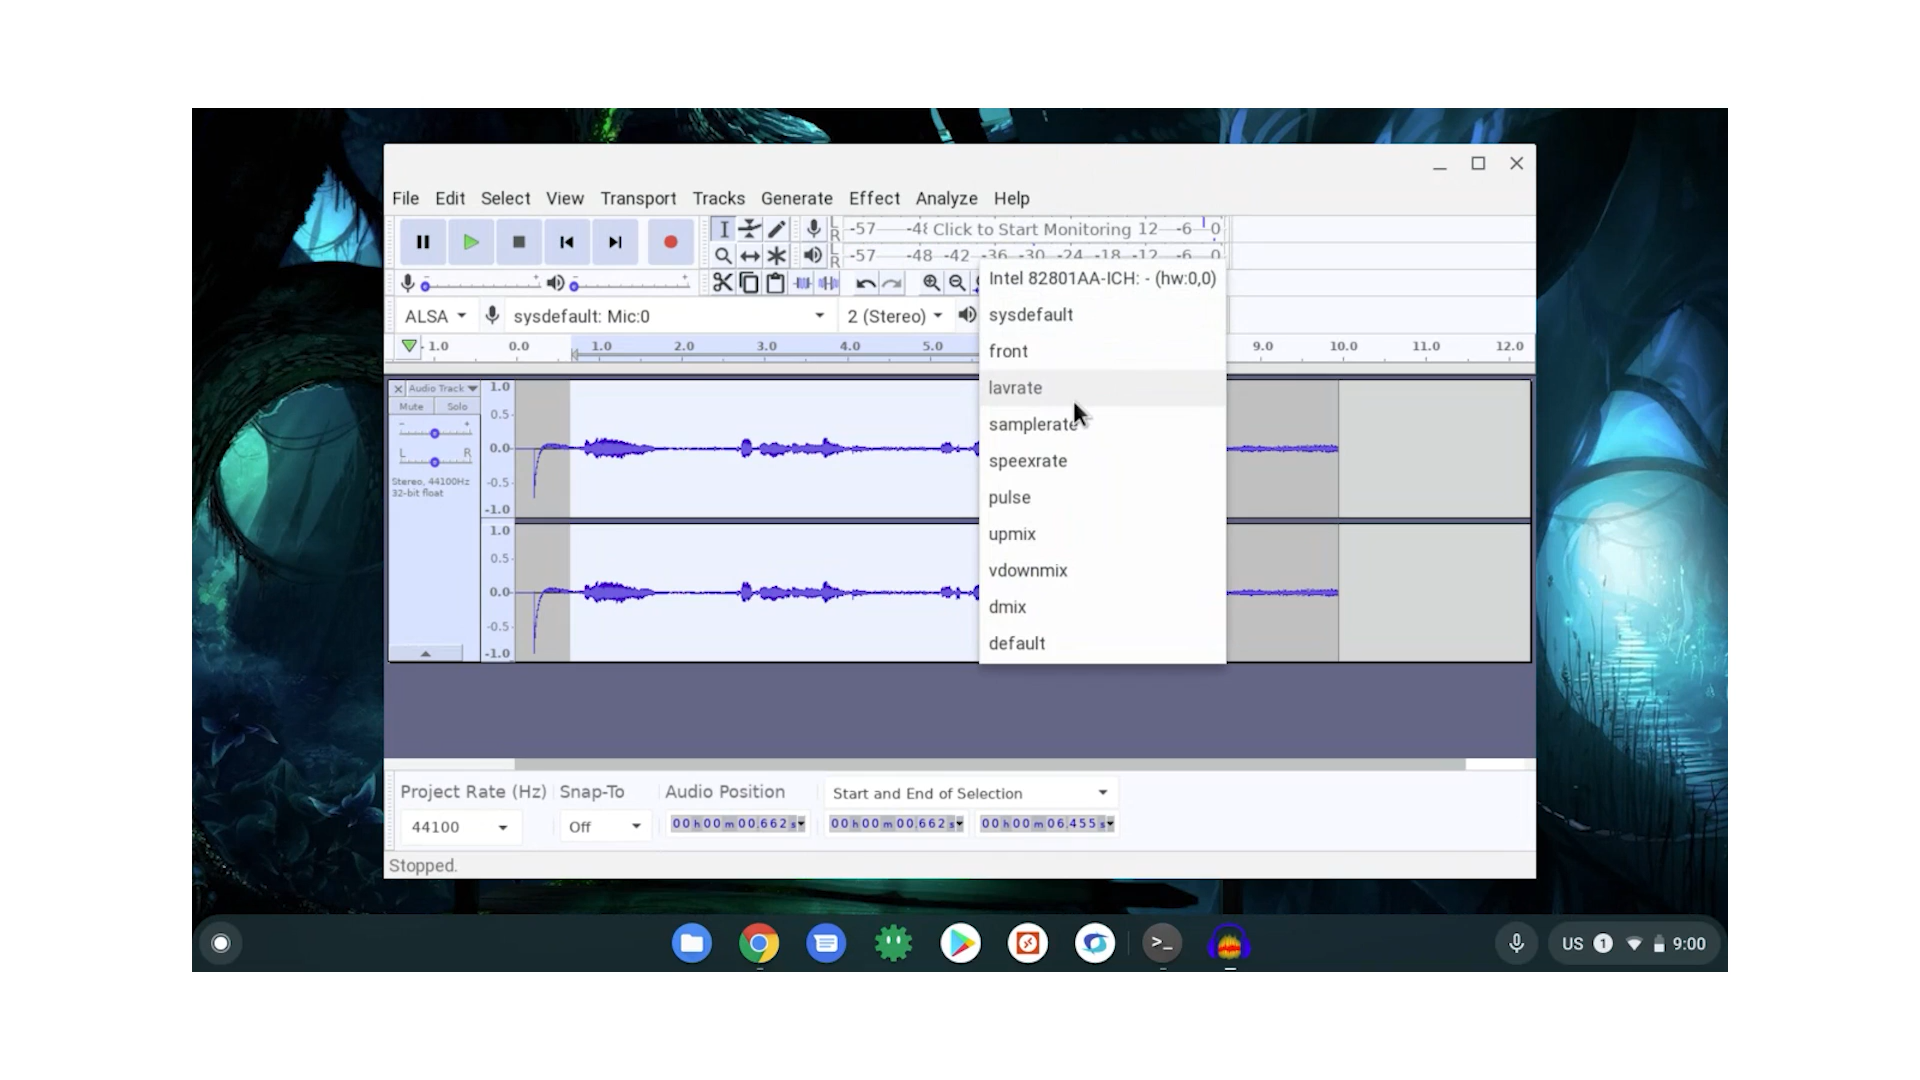 File Edit Select View Transport Tracks Generate Effect Analyze Help
L
R
-57 -48 Click to Start Monitoring 12 -6 0
L
R
-57 -48 -42 -36 -30 -24 -18 -12 -6 0
- +
- +
ALSA
sysdefault: Mic:0
2 (Stereo)
Intel 82801AA-ICH: - (hw:0,0)
sysdefault
front
lavrate
samplerate
speexrate
pulse
upmix
vdownmix
dmix
default
- 1.0 0.0 1.0 2.0 3.0 4.0 5.0 9.0 10.0 11.0 12.0
Audio Track
Mute Solo
- +
L R
Stereo, 44100Hz
32-bit float
1.0
0.5
0.0
-0.5
-1.0
1.0
0.5
0.0
-0.5
-1.0
Project Rate (Hz) Snap-To Audio Position Start and End of Selection
44100 Off 00 h 00 m 00.662 s 00 h 00 m 00.662 s 00 h 00 m 06.455 s
Stopped.
>_
US 1 9:00